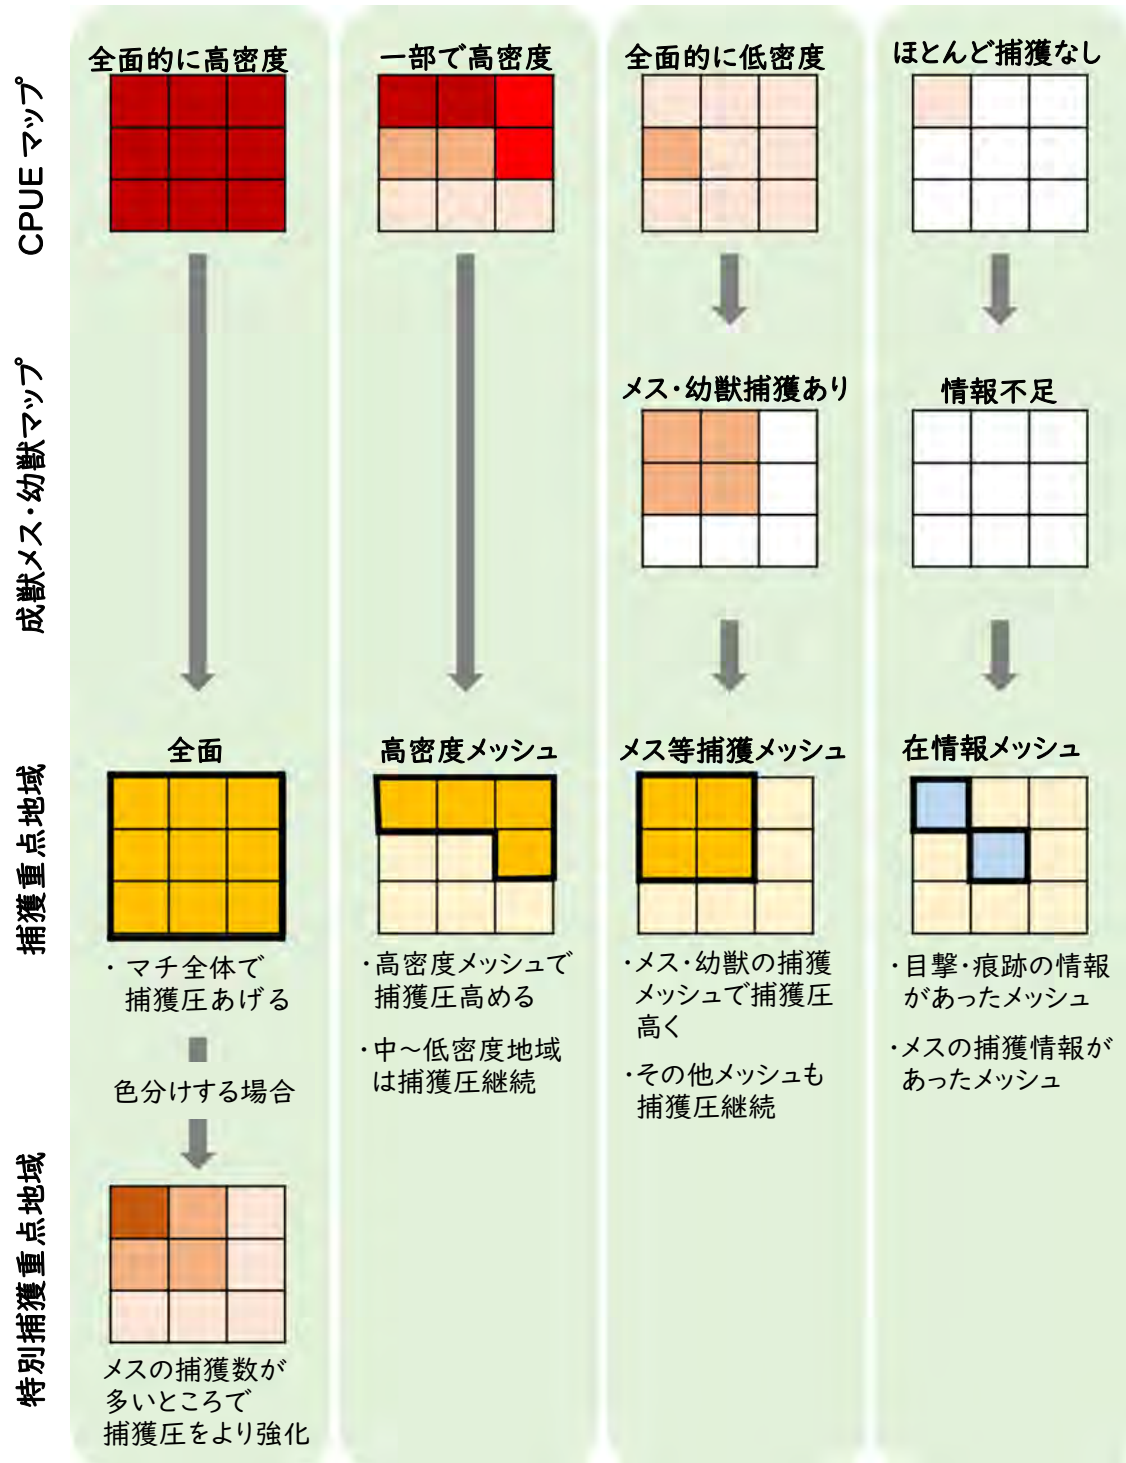 CPUE マップ
全面的に高密度
一部で高密度
全面的に低密度
ほとんど捕獲なし
成獣メス・幼獣マップ
メス・幼獣捕獲あり
情報不足
捕獲重点地域
全面
高密度メッシュ
メス等捕獲メッシュ
在情報メッシュ
・マチ全体で
捕獲圧あげる
・高密度メッシュで
捕獲圧高める
・中～低密度地域
は捕獲圧継続
・メス・幼獣の捕獲
メッシュで捕獲圧
高く
・その他メッシュも
捕獲圧継続
・目撃・痕跡の情報
があったメッシュ
・メスの捕獲情報が
あったメッシュ
色分けする場合
特別捕獲重点地域
メスの捕獲数が
多いところで
捕獲圧をより強化